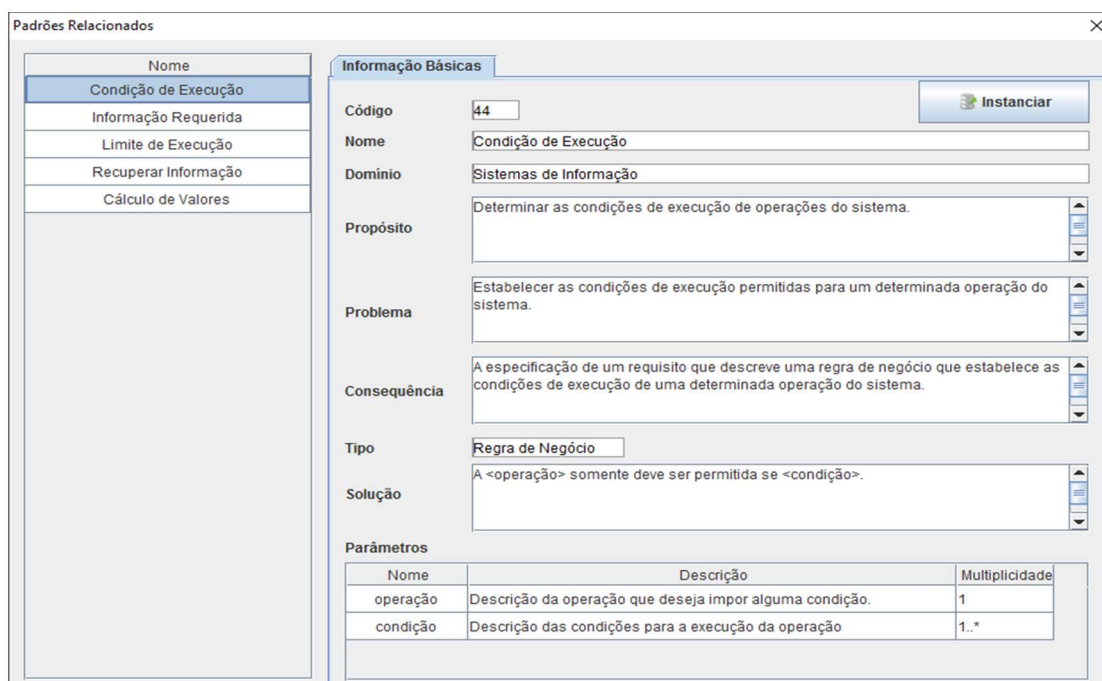 Padrões Relacionados
Nome
Condição de Execução
Informação Requerida
Limite de Execução
Recuperar Informação
Cálculo de Valores
Informação Básicas
Instanciar
Código 44
Nome Condição de Execução
Domínio Sistemas de Informação
Propósito
Determinar as condições de execução de operações do sistema.
Problema
Estabelecer as condições de execução permitidas para um determinada operação do
sistema.
Consequência
A especificação de um requisito que descreve uma regra de negócio que estabelece as
condições de execução de uma determinada operação do sistema.
Tipo Regra de Negócio
Solução
A <operação> somente deve ser permitida se <condição>.
Parâmetros
Nome Descrição Multiplicidade
operação Descrição da operação que deseja impor alguma condição. 1
condição Descrição das condições para a execução da operação 1..*